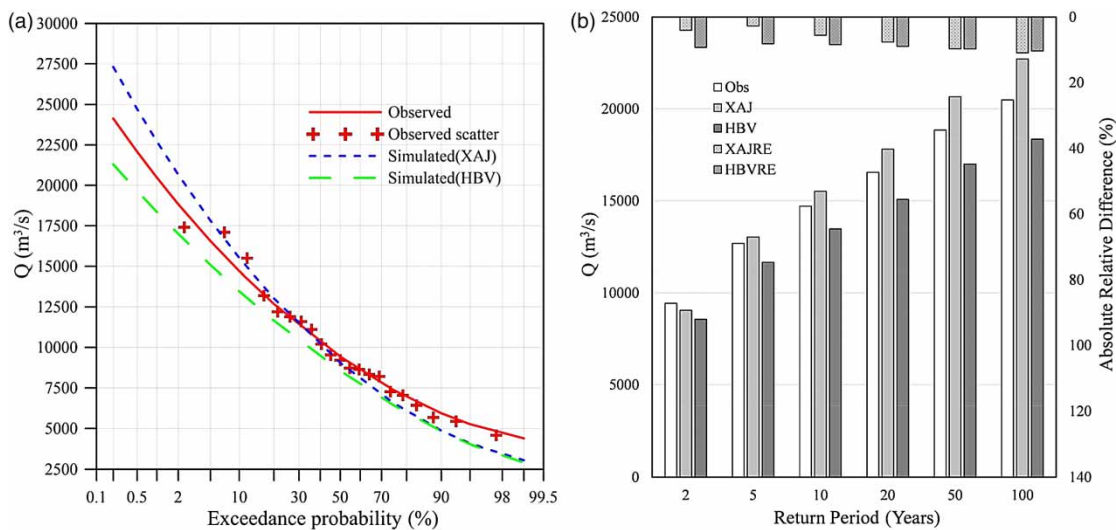 (a)
30000
27500
25000
22500
20000
17500
15000
12500
10000
7500
5000
2500
Q (m³/s)
Observed
Observed scatter
Simulated(XAJ)
Simulated(HBV)
0.1 0.5 2 10 30 50 70 90 98 99.5
Exceedance probability (%)
(b)
25000
20000
15000
10000
5000
0
Q (m³/s)
Obs
XAJ
HBV
XAJRE
HBVRE
0
20
40
60
80
100
120
140
Absolute Relative Difference (%)
2 5 10 20 50 100
Return Period (Years)